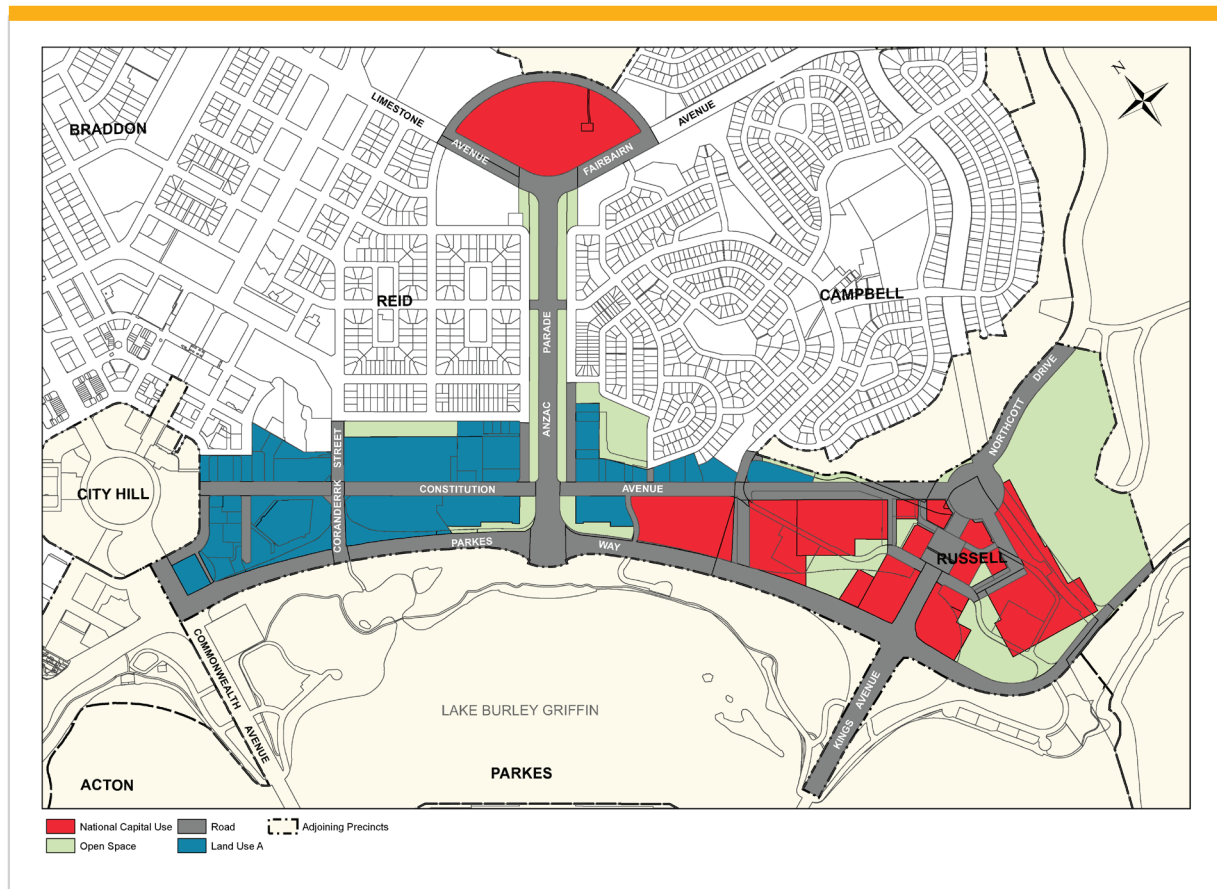 N
LIMESTONE
AVENUE
BRADDON
AVENUE
FAIRBAIRN
REID
CAMPBELL
ANZAC PARADE
NORTHCOTT DRIVE
CORANDERRK STREET
CITY HILL
CONSTITUTION
AVENUE
PARKES
WAY
RUSSELL
COMMONWEALTH
AVENUE
KINGS AVENUE
LAKE BURLEY GRIFFIN
PARKES
ACTON
National Capital Use
Road
Adjoining Precincts
Open Space
Land Use A